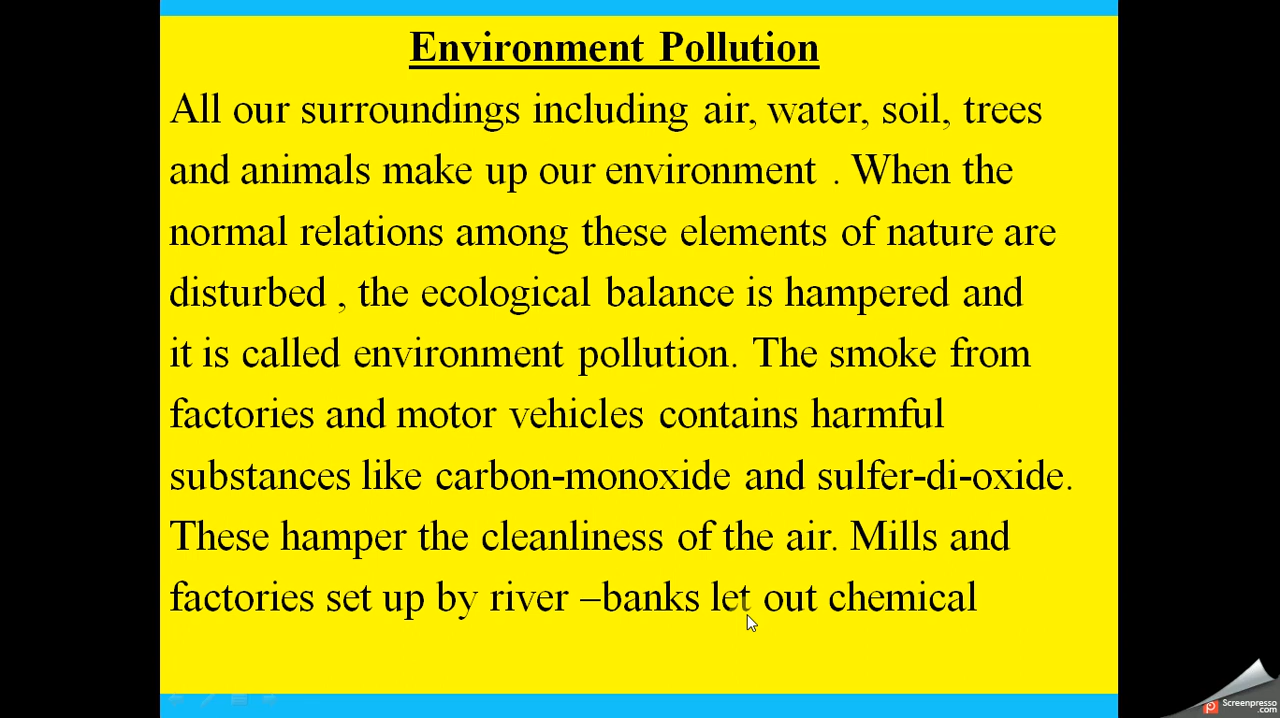 Environment Pollution
All our surroundings including air, water, soil, trees
and animals make up our environment . When the
normal relations among these elements of nature are
disturbed , the ecological balance is hampered and
it is called environment pollution. The smoke from
factories and motor vehicles contains harmful
substances like carbon-monoxide and sulfer-di-oxide.
These hamper the cleanliness of the air. Mills and
factories set up by river –banks let out chemical
Screenpresso
.com